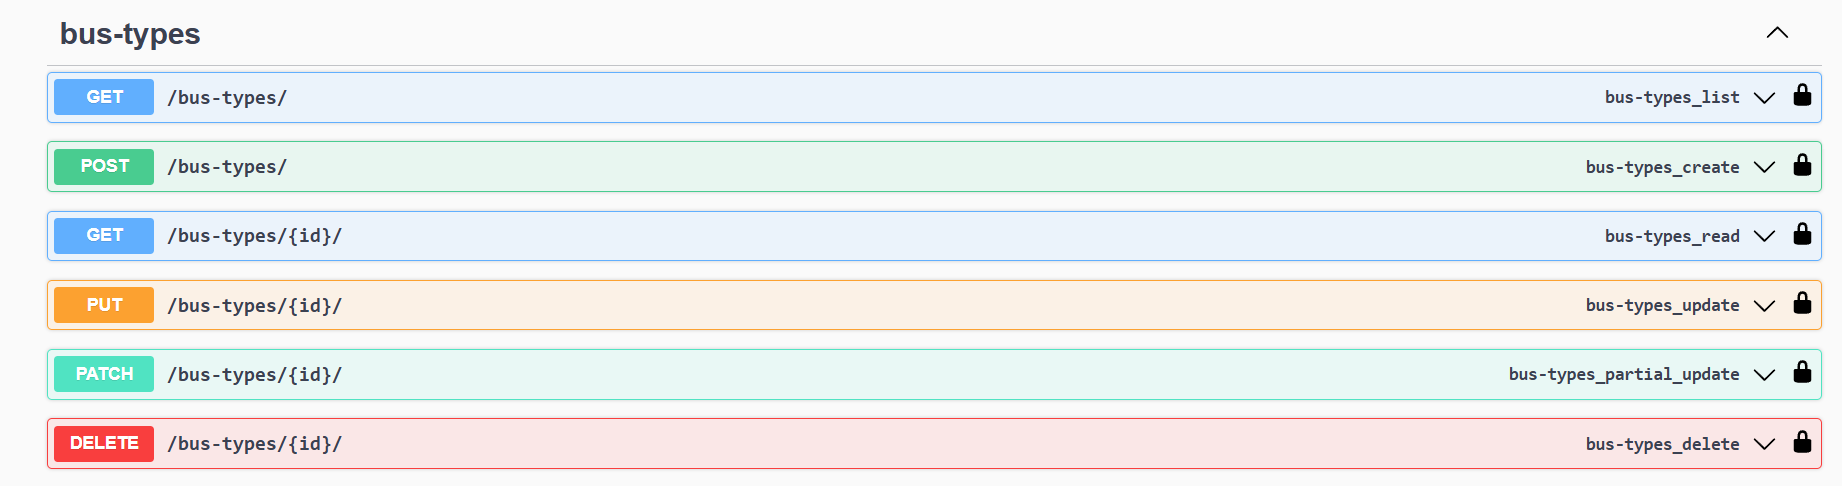 bus-types
GET /bus-types/ bus-types_list
POST /bus-types/ bus-types_create
GET /bus-types/{id}/ bus-types_read
PUT /bus-types/{id}/ bus-types_update
PATCH /bus-types/{id}/ bus-types_partial_update
DELETE /bus-types/{id}/ bus-types_delete